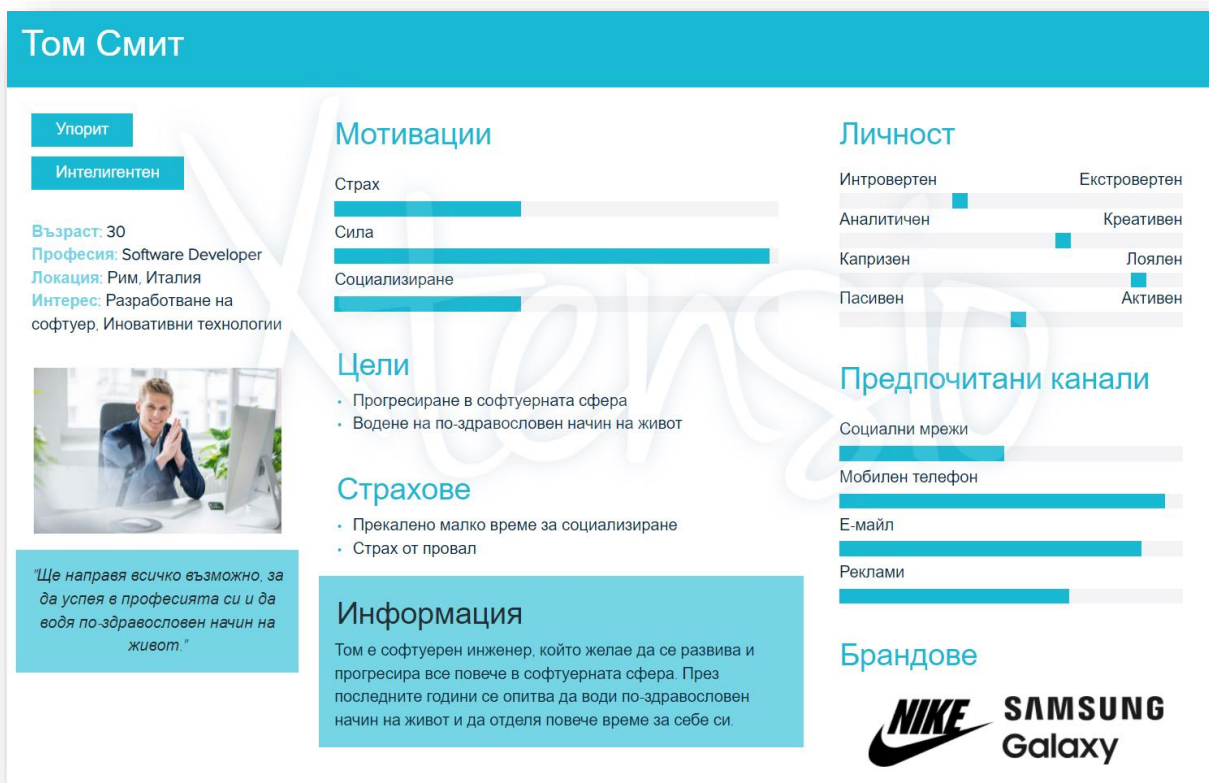 Том Смит
Упорит
Интелигентен
Възраст: 30
Професия: Software Developer
Локация: Рим, Италия
Интерес: Разработване на
софтуер, Иновативни технологии
"Ще направя всичко възможно, за
да успея в професията си и да
водя по-здравословен начин на
живот."
Мотивации
Страх
Сила
Социализиране
Цели
• Прогресиране в софтуерната сфера
• Водене на по-здравословен начин на живот
Страхове
• Прекалено малко време за социализиране
• Страх от провал
Информация
Том е софтуерен инженер, който желае да се развива и
прогресира все повече в софтуерната сфера. През
последните години се опитва да води по-здравословен
начин на живот и да отделя повече време за себе си.
Личност
Интровертен Екстровертен
Аналитичен Креативен
Капризен Лоялен
Пасивен Активен
Предпочитани канали
Социални мрежи
Мобилен телефон
Е-майл
Реклами
Брандове
NIKE
SAMSUNG
Galaxy
Xtensio